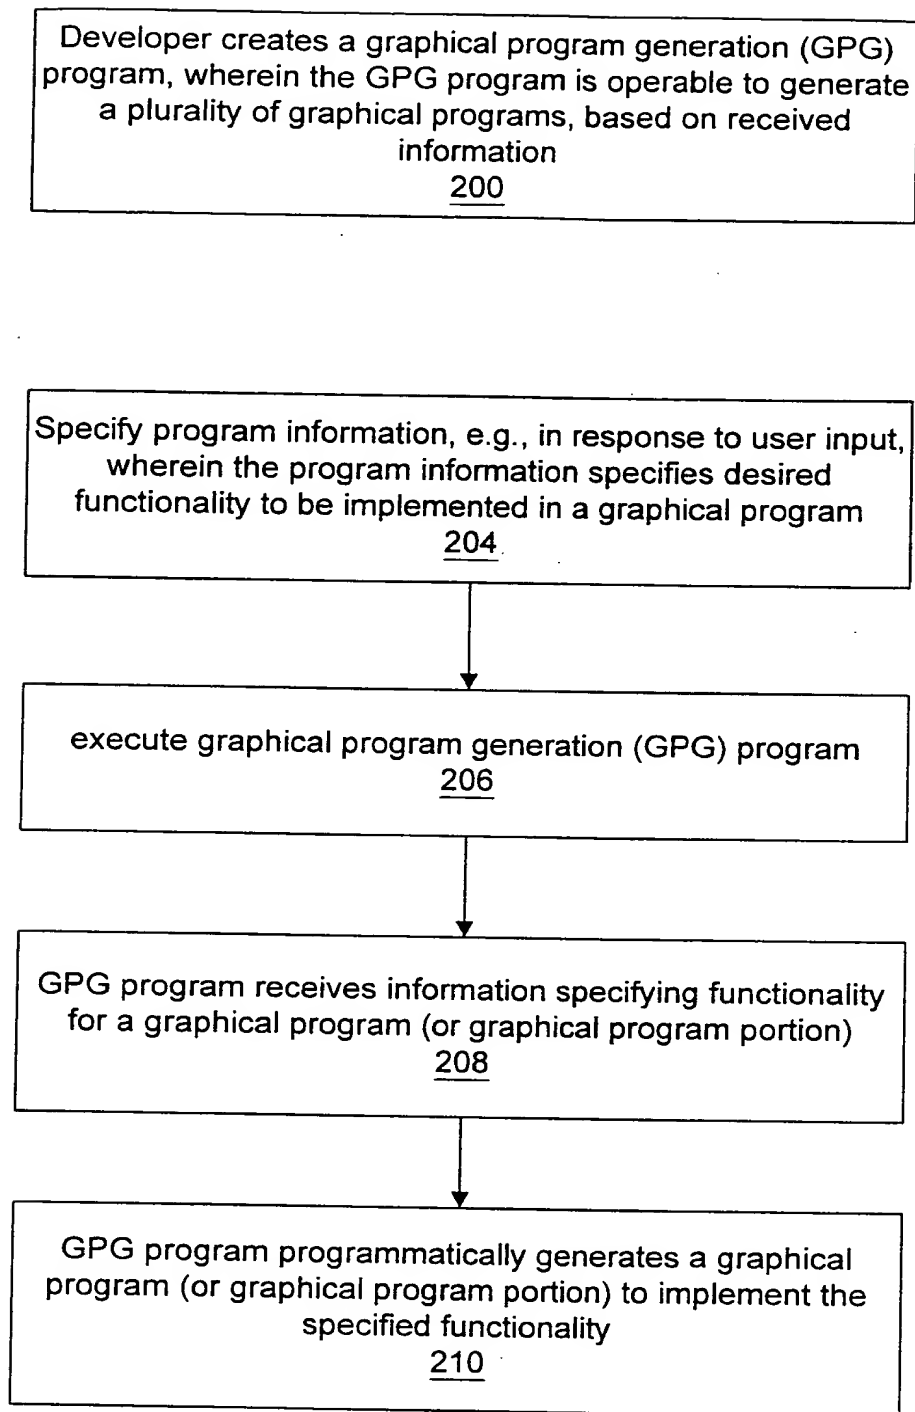 Developer creates a graphical program generation (GPG)
program, wherein the GPG program is operable to generate
a plurality of graphical programs, based on received
information
200
Specify program information, e.g., in response to user input,
wherein the program information specifies desired
functionality to be implemented in a graphical program
204
execute graphical program generation (GPG) program
206
GPG program receives information specifying functionality
for a graphical program (or graphical program portion)
208
GPG program programmatically generates a graphical
program (or graphical program portion) to implement the
specified functionality
210